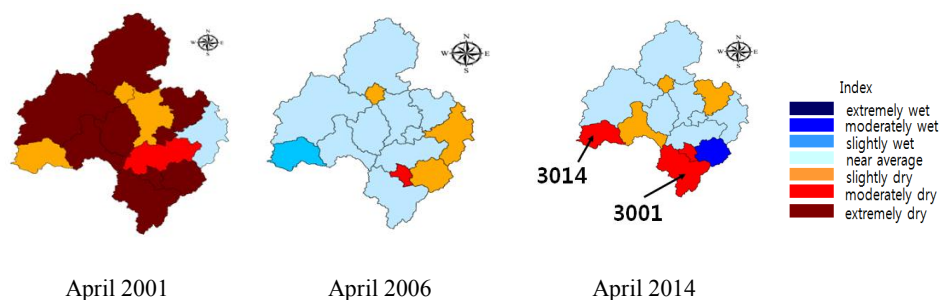 N
W E
S
N
W E
S
N
W E
S
Index
extremely wet
moderately wet
slightly wet
near average
slightly dry
moderately dry
extremely dry
3014
3001
April 2001
April 2006
April 2014